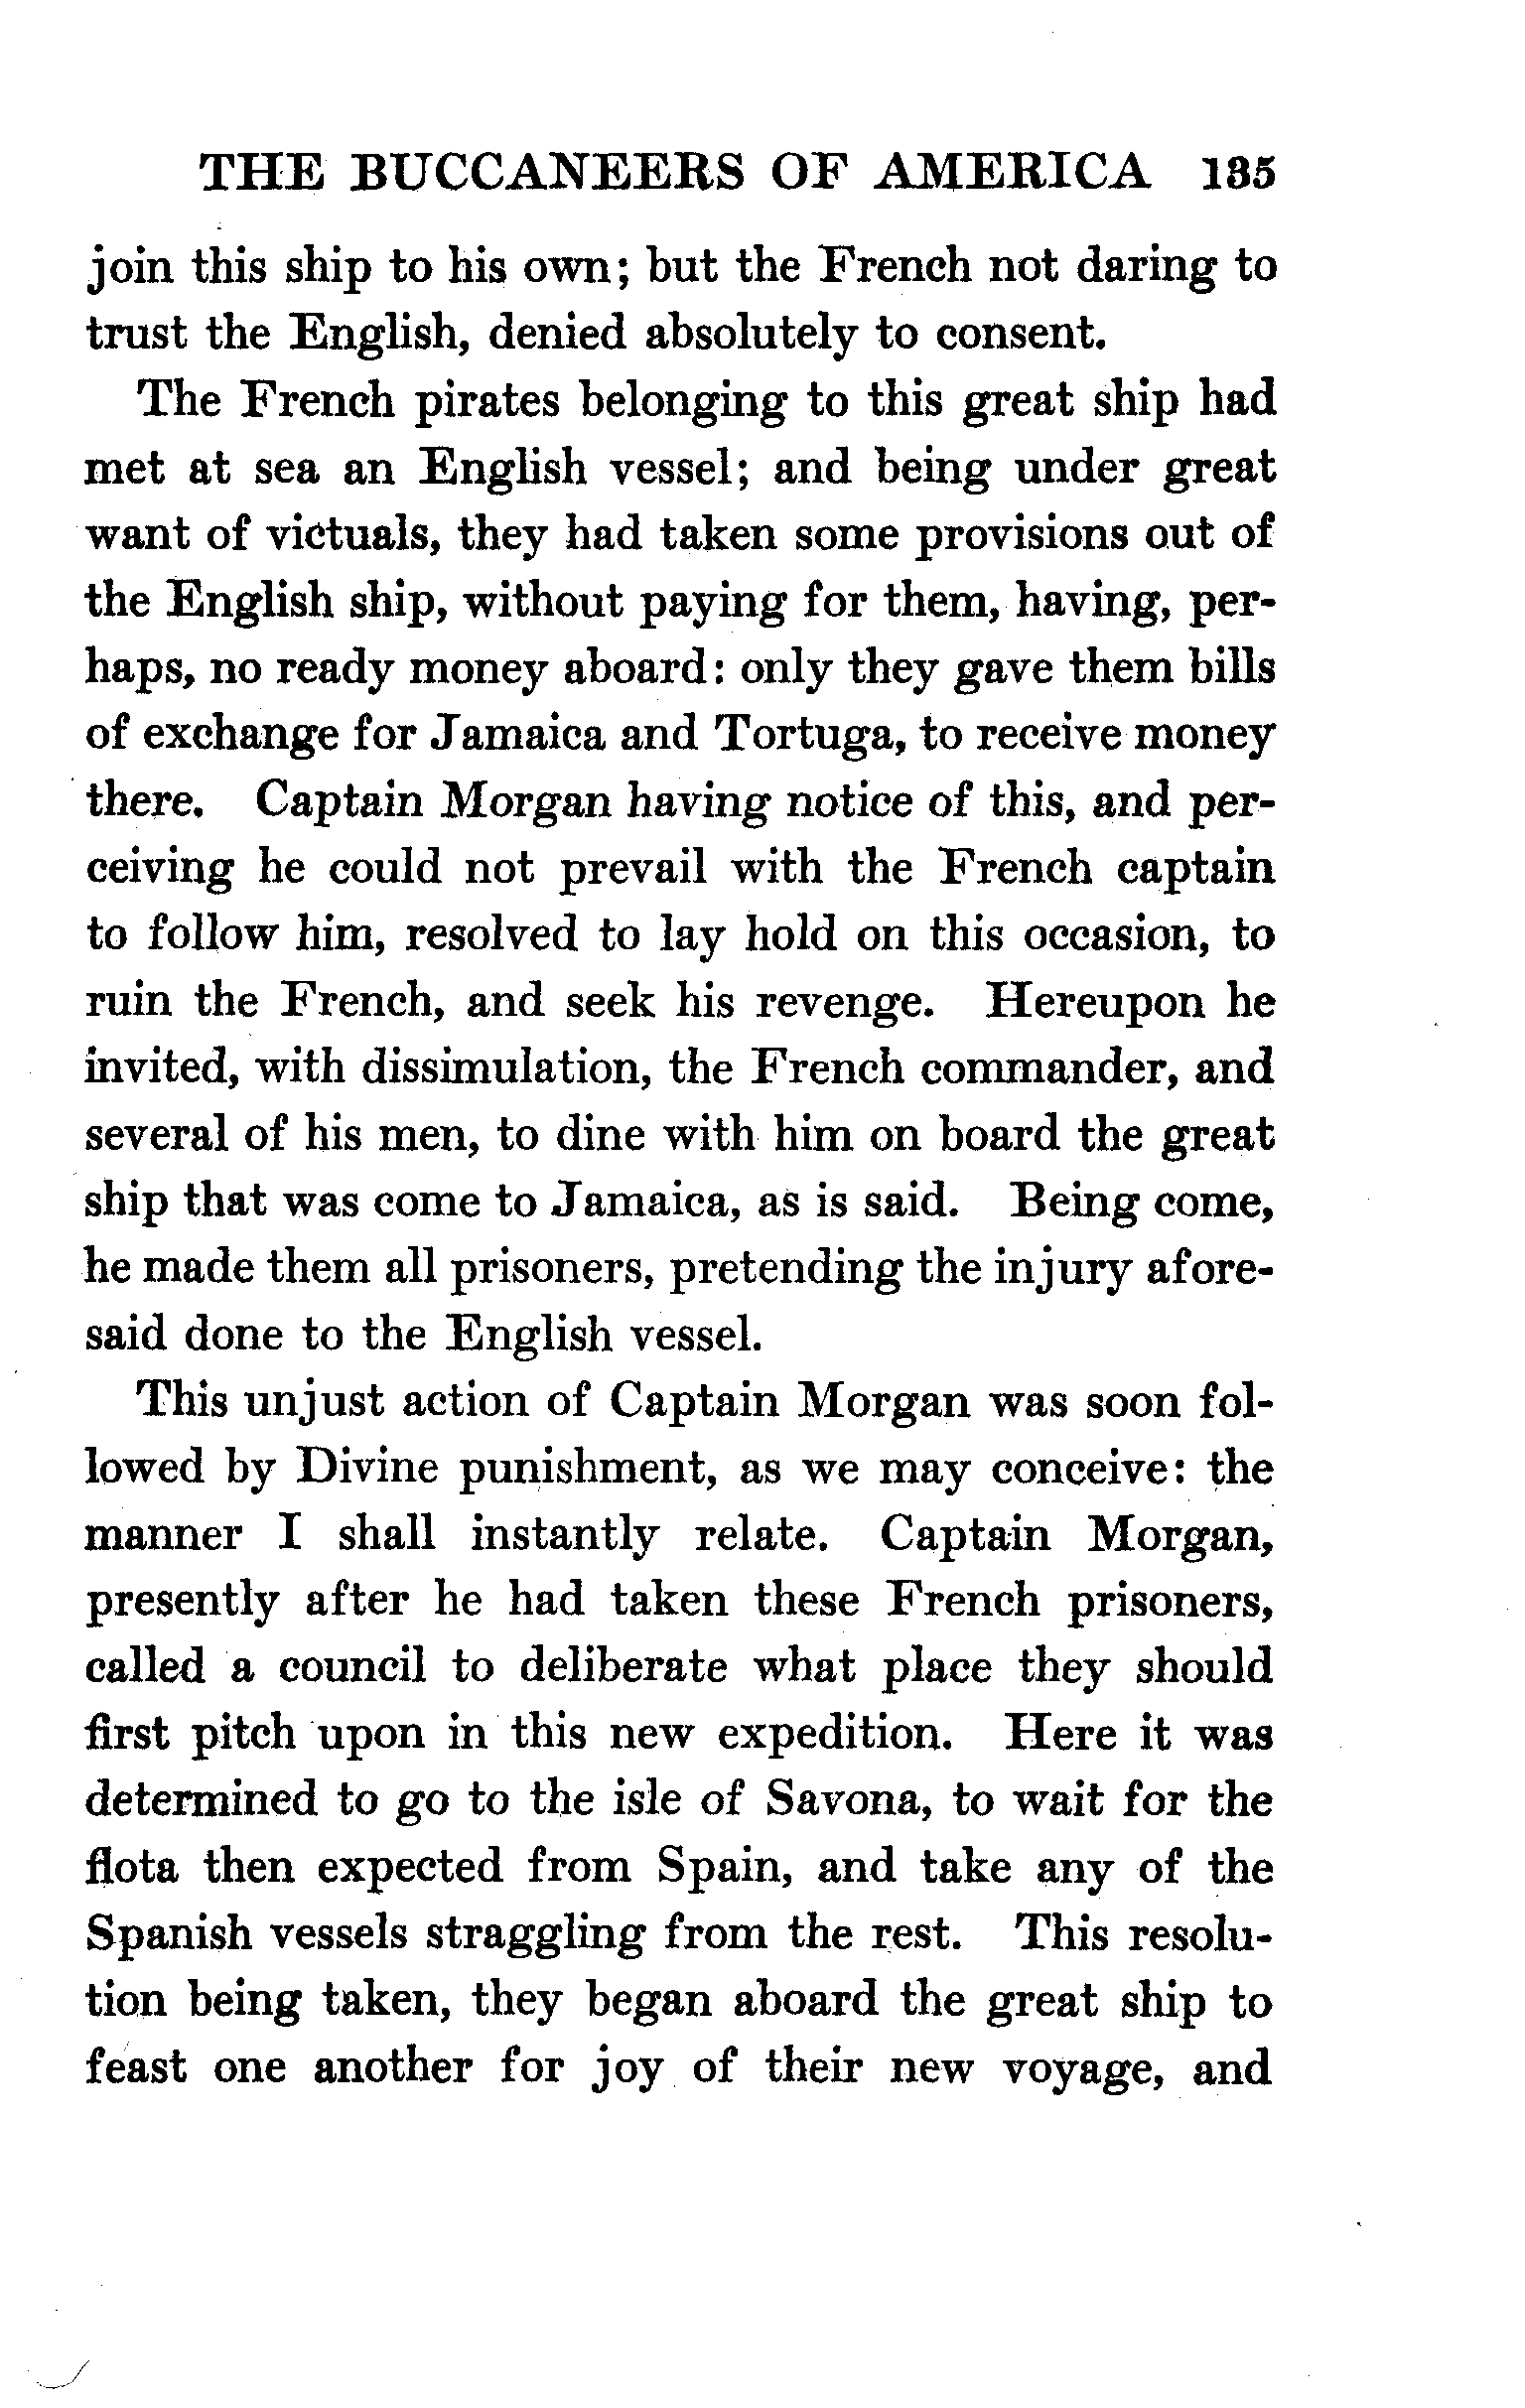 THE BUCCANEERS OF AMERICA 135
join this ship to his own; but the French not daring to
trust the English, denied absolutely to consent.
The French pirates belonging to this great ship had
met at sea an English vessel; and being under great
want of victuals, they had taken some provisions out of
the English ship, without paying for them, having, per-
haps, no ready money aboard: only they gave them bills
of exchange for Jamaica and Tortuga, to receive money
there. Captain Morgan having notice of this, and per-
ceiving he could not prevail with the French captain
to follow him, resolved to lay hold on this occasion, to
ruin the French, and seek his revenge. Hereupon he
invited, with dissimulation, the French commander, and
several of his men, to dine with him on board the great
ship that was come to Jamaica, as is said. Being come,
he made them all prisoners, pretending the injury afore-
said done to the English vessel.
This unjust action of Captain Morgan was soon fol-
lowed by Divine punishment, as we may conceive: the
manner I shall instantly relate. Captain Morgan,
presently after he had taken these French prisoners,
called a council to deliberate what place they should
first pitch upon in this new expedition. Here it was
determined to go to the isle of Savona, to wait for the
flota then expected from Spain, and take any of the
Spanish vessels straggling from the rest. This resolu-
tion being taken, they began aboard the great ship to
feast one another for joy of their new voyage, and